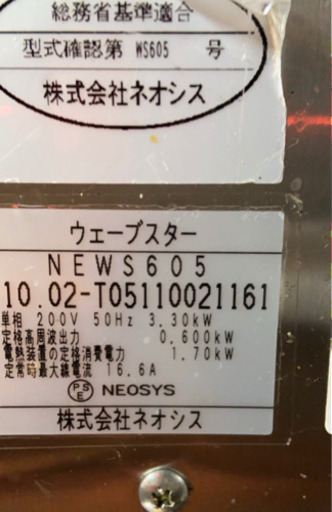 総務省基準適合
型式確認第 WS605 号
株式会社ネオシス
ウェーブスター
NEWS605
10.02-T05110021161
単相 200V 50Hz 3.30kW
定格高周波出力 0.600kW
電熱装置の定格消費電力 1.70kW
定常時最大線電流 16.6A
PSE NEOSYS
株式会社ネオシス